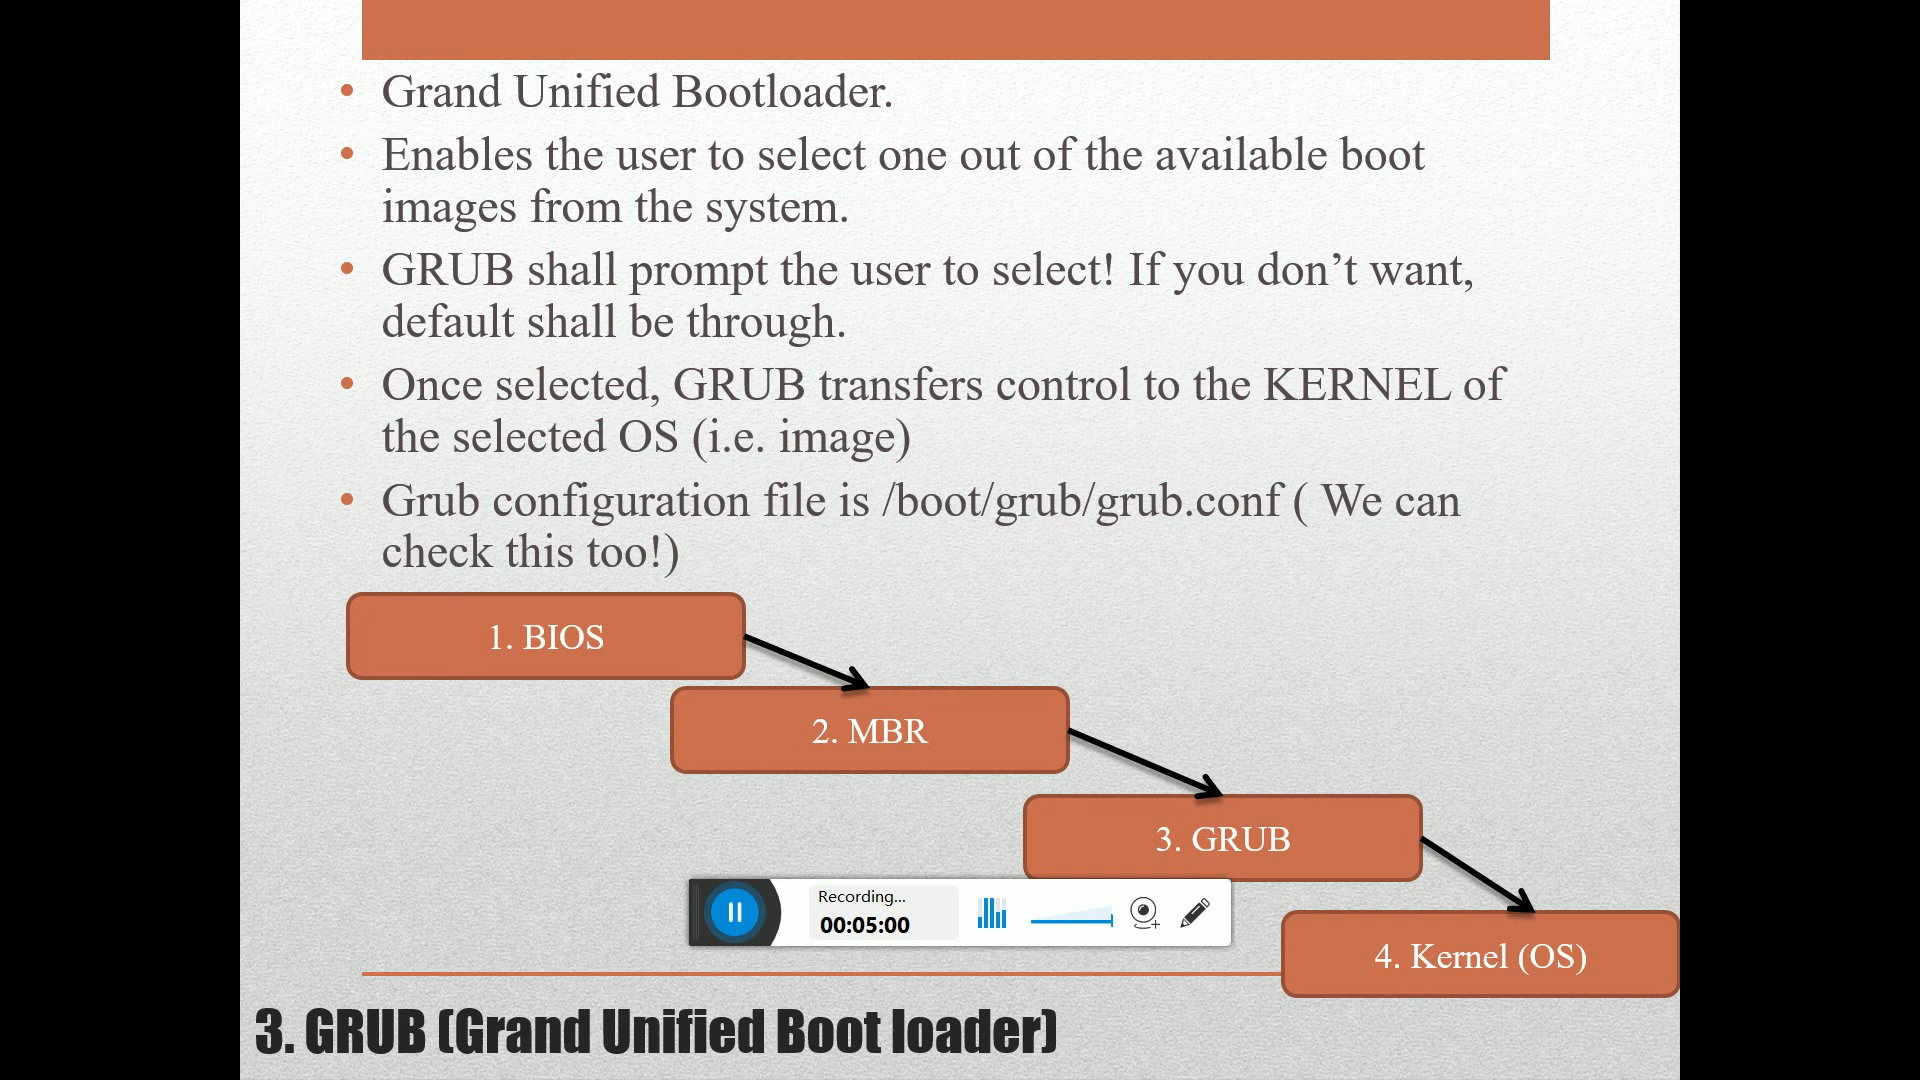 Grand Unified Bootloader.
Enables the user to select one out of the available boot
images from the system.
GRUB shall prompt the user to select! If you don’t want,
default shall be through.
Once selected, GRUB transfers control to the KERNEL of
the selected OS (i.e. image)
Grub configuration file is /boot/grub/grub.conf ( We can
check this too!)
1. BIOS
2. MBR
3. GRUB
Recording...
00:05:00
4. Kernel (OS)
3. GRUB (Grand Unified Boot loader)